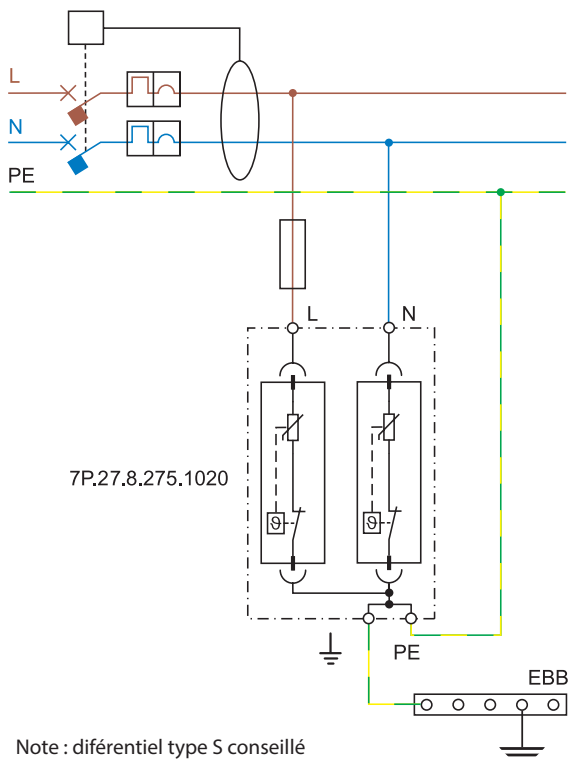 L
N
PE
L
N
7P.27.8.275.1020
ϑ
ϑ
PE
EBB
Note : diférentiel type S conseillé